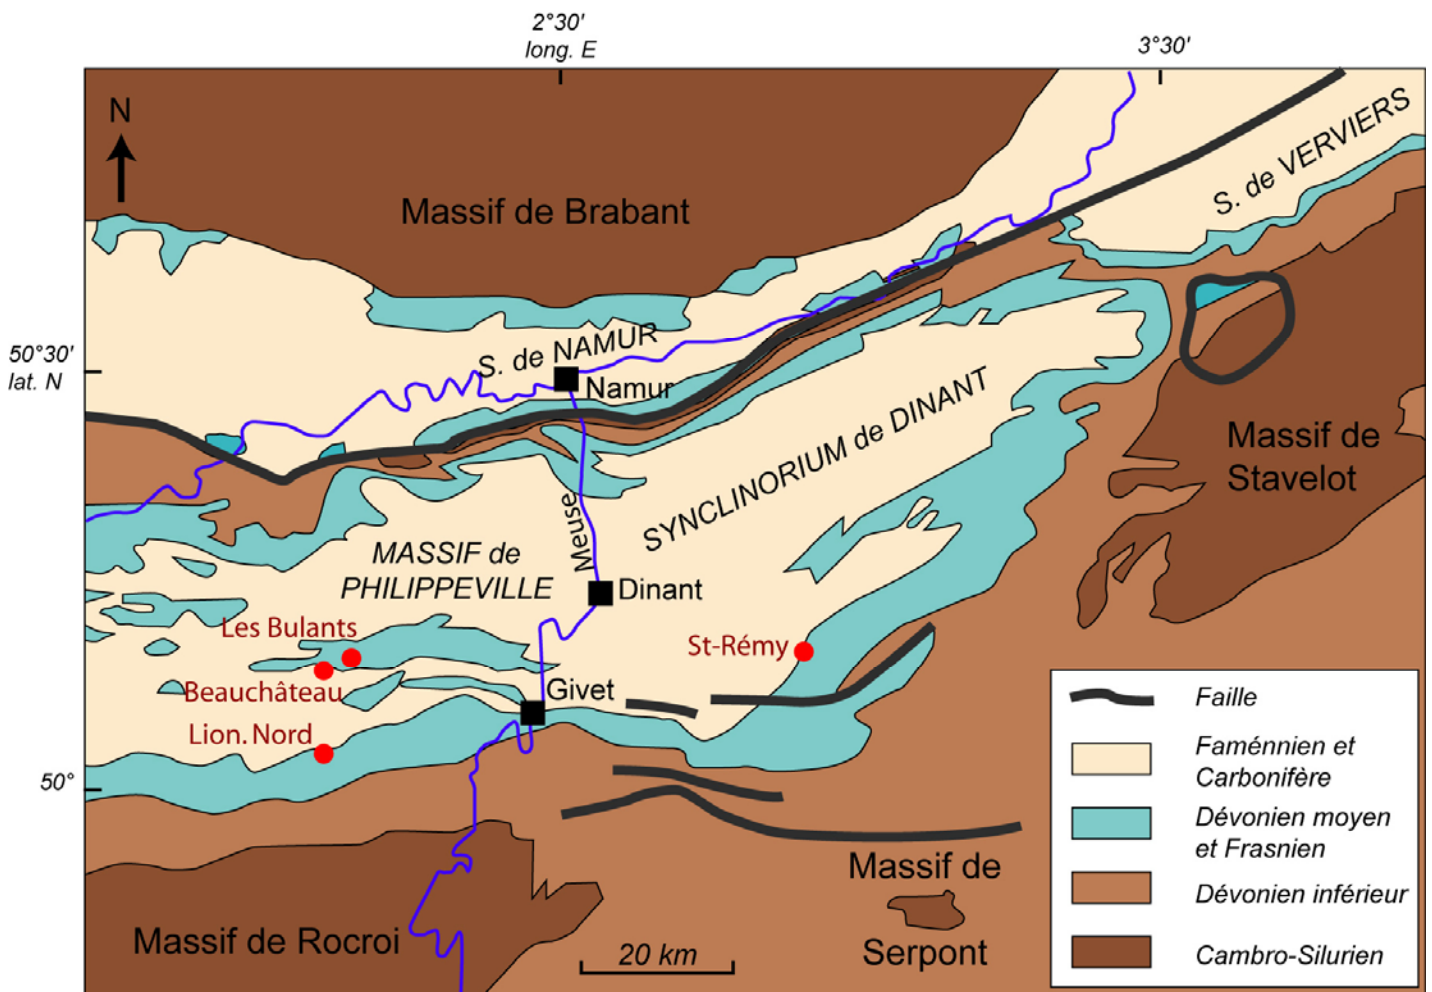 2°30'
long. E
3°30'
N
S. de VERVIERS
Massif de Brabant
50°30'
lat. N
S. de NAMUR
Namur
SYNCLINORIUM de DINANT
Massif de
Stavelot
Meuse
MASSIF de
PHILIPPEVILLE
Dinant
Les Bulants
St-Rémy
Beauchâteau
Givet
Lion. Nord
50°
Faille
Faménnien et
Carbonifère
Dévonien moyen
et Frasnien
Dévonien inférieur
Cambro-Silurien
Massif de
Serpont
Massif de Rocroi
20 km